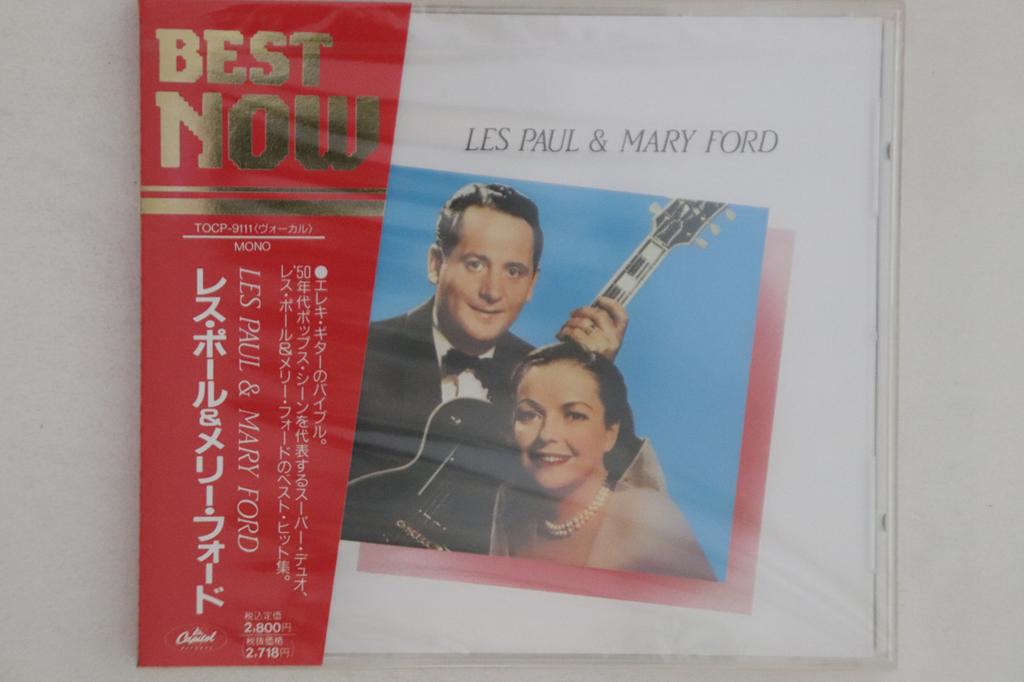 BEST
NOW
TOCP-9111〈ヴォーカル〉
MONO
LES PAUL & MARY FORD
●エレキ・ギターのバイブル。
'50年代ポップス・シーンを代表するスーパー・デュオ、
レス・ポール&メリー・フォードのベスト・ヒット集。
LES PAUL & MARY FORD
レス・ポール&メリー・フォード
税込定価
2,800円
税抜価格
2,718円
Capitol
RECORDS